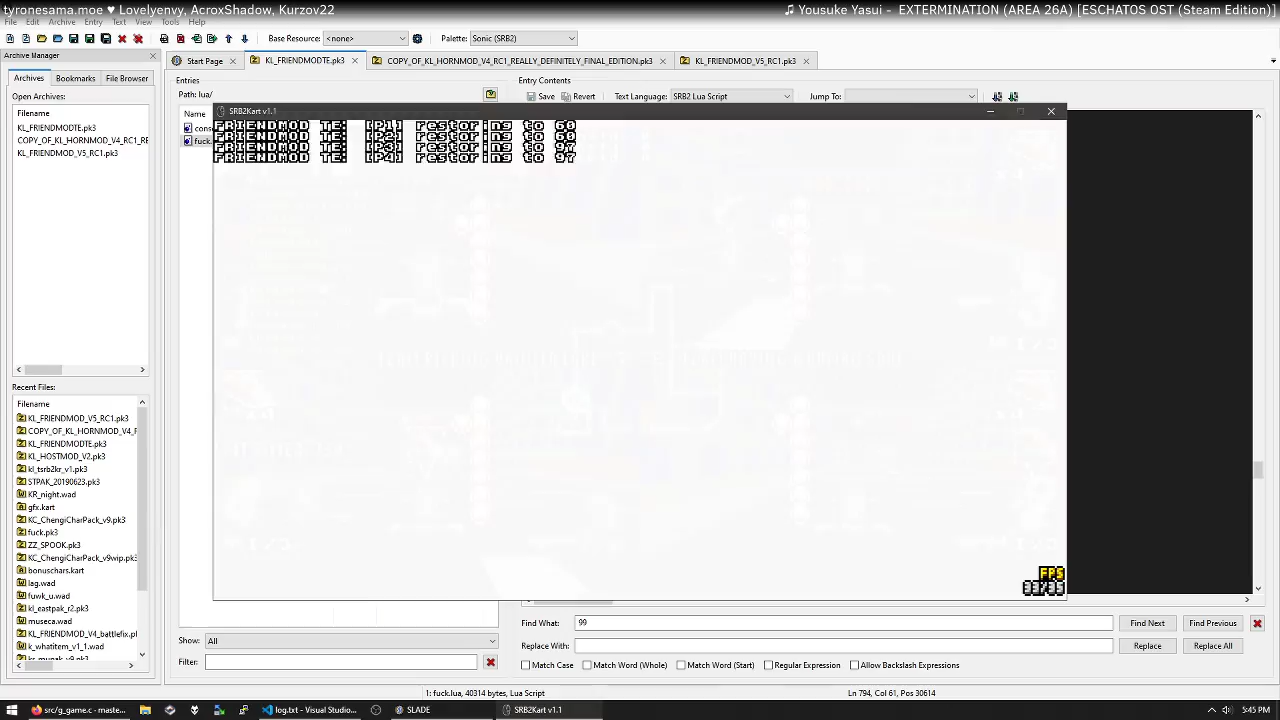 tyronesama.moe ♥ Lovelyenvy, AcroxShadow, Kurzov22
♫ Yousuke Yasui - EXTERMINATION (AREA 26A) [ESCHATOS OST (Steam Edition)]
File Edit Archive Entry Text View Tools Help
Base Resource: <none>
Palette: Sonic (SRB2)
Archive Manager
Start Page
KL_FRIENDMODTE.pk3
COPY_OF_KL_HORNMOD_V4_RC1_REALLY_DEFINITELY_FINAL_EDITION.pk3
KL_FRIENDMOD_V5_RC1.pk3
Archives Bookmarks File Browser
Open Archives:
Filename
KL_FRIENDMODTE.pk3
COPY_OF_KL_HORNMOD_V4_RC1_RE
KL_FRIENDMOD_V5_RC1.pk3
Entries
Path: lua/
Name
cons
fuck.
Entry Contents
Save Revert
Text Language: SRB2 Lua Script
Jump To:
SRB2Kart v1.1
FRIENDMOD TE: [P1] restoring to 60
FRIENDMOD TE: [P2] restoring to 60
FRIENDMOD TE: [P3] restoring to 97
FRIENDMOD TE: [P4] restoring to 97
FPS
Recent Files:
Filename
KL_FRIENDMOD_V5_RC1.pk3
COPY_OF_KL_HORNMOD_V4_F
KL_FRIENDMODTE.pk3
KL_HOSTMOD_V2.pk3
kl_tsrb2kr_v1.pk3
STPAK_20190623.pk3
KR_night.wad
gfx.kart
KC_ChengiCharPack_v9.pk3
fuck.pk3
ZZ_SPOOK.pk3
KC_ChengiCharPack_v9wip.pk3
bonuschars.kart
lag.wad
fuwk_u.wad
kl_eastpak_r2.pk3
museca.wad
KL_FRIENDMOD_V4_battlefix.pl
k_whatitem_v1_1.wad
Show: All
Filter:
Find What: 99
Find Next Find Previous
Replace With:
Replace Replace All
Match Case Match Word (Whole) Match Word (Start) Regular Expression Allow Backslash Expressions
1: fuck.lua, 40314 bytes, Lua Script
Ln 794, Col 61, Pos 30614
src/g_game.c - maste...
log.txt - Visual Studio...
SLADE
SRB2Kart v1.1
5:45 PM